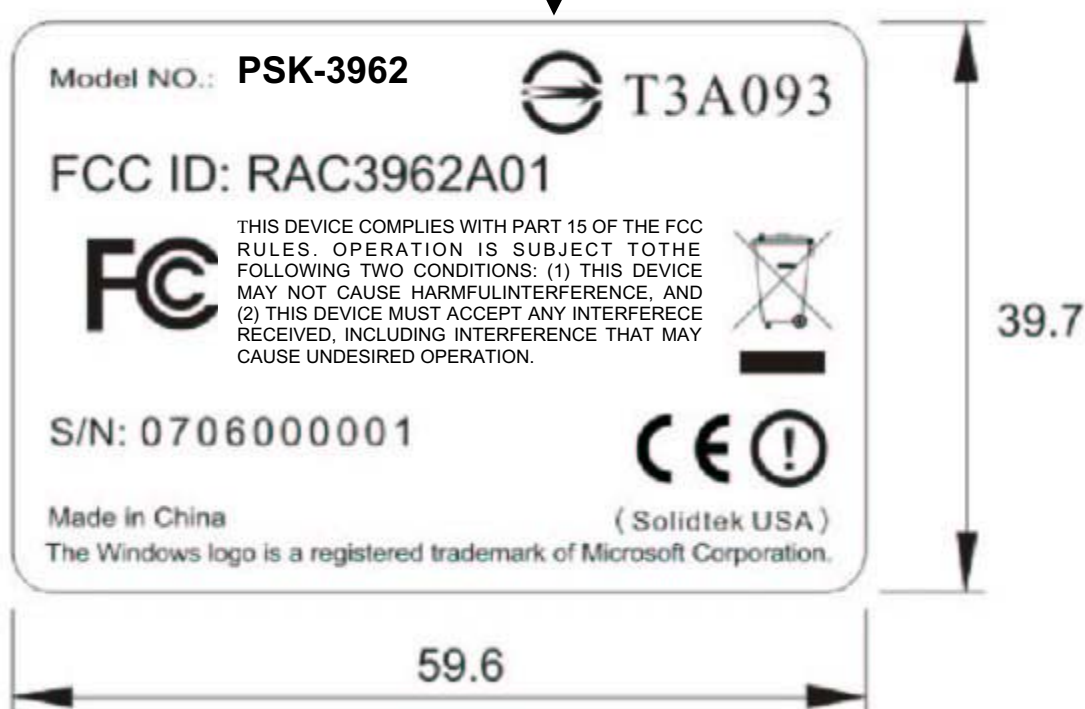 Model NO.: PSK-3962
T3A093
FCC ID: RAC3962A01
FC
THIS DEVICE COMPLIES WITH PART 15 OF THE FCC
RULES. OPERATION IS SUBJECT TOTHE
FOLLOWING TWO CONDITIONS: (1) THIS DEVICE
MAY NOT CAUSE HARMFULINTERFERENCE, AND
(2) THIS DEVICE MUST ACCEPT ANY INTERFERECE
RECEIVED, INCLUDING INTERFERENCE THAT MAY
CAUSE UNDESIRED OPERATION.
S/N: 0706000001
CE
Made in China
(Solidtek USA)
The Windows logo is a registered trademark of Microsoft Corporation.
39.7
59.6